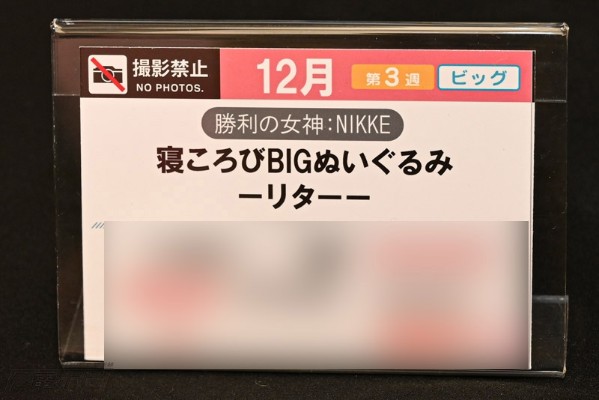 撮影禁止
NO PHOTOS.
12月
第3週
ビッグ
勝利の女神:NIKKE
寝ころびBIGぬいぐるみ
ーリターー